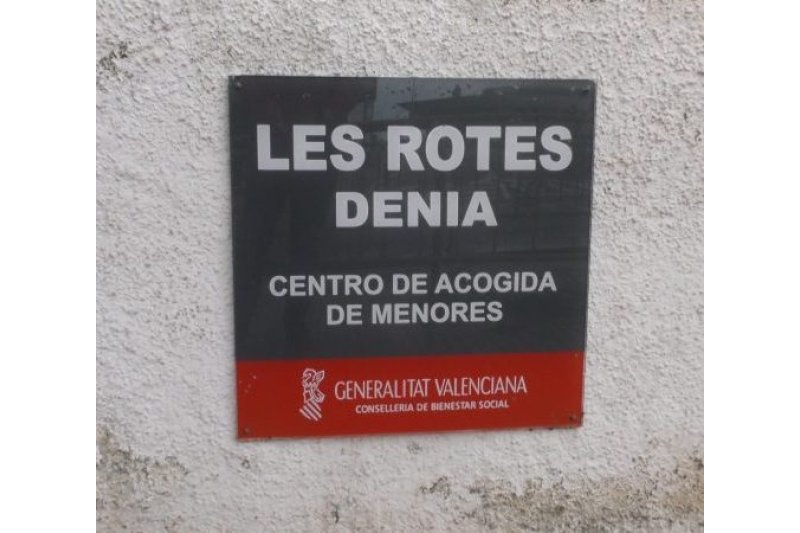 LES ROTES
DENIA
CENTRO DE ACOGIDA
DE MENORES
GENERALITAT VALENCIANA
CONSELLERIA DE BIENESTAR SOCIAL